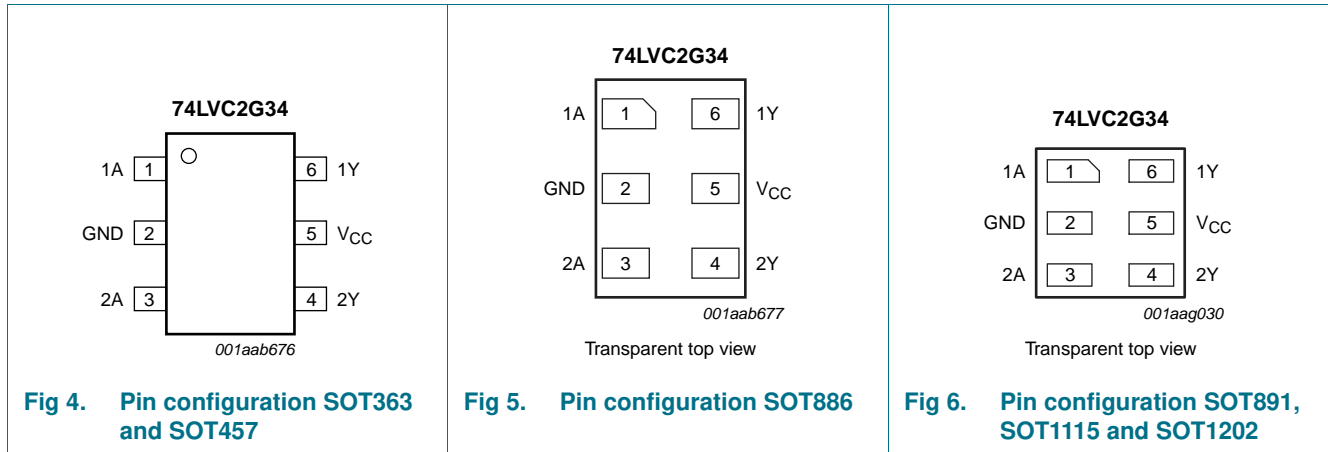 74LVC2G34
1A 1 6 1Y
GND 2 5 VCC
2A 3 4 2Y
001aab676
Fig 4. Pin configuration SOT363
and SOT457
74LVC2G34
1A 1 6 1Y
GND 2 5 VCC
2A 3 4 2Y
001aab677
Transparent top view
Fig 5. Pin configuration SOT886
74LVC2G34
1A 1 6 1Y
GND 2 5 VCC
2A 3 4 2Y
001aag030
Transparent top view
Fig 6. Pin configuration SOT891,
SOT1115 and SOT1202